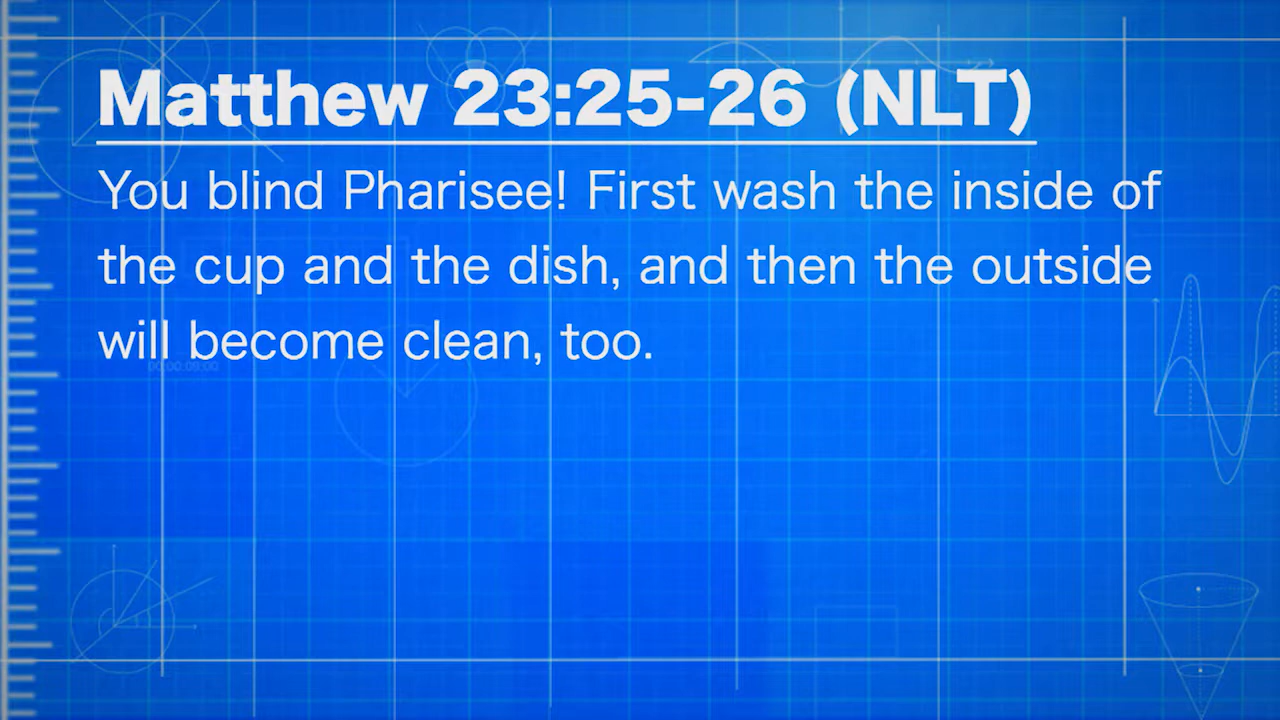 Matthew 23:25-26 (NLT)
You blind Pharisee! First wash the inside of
the cup and the dish, and then the outside
will become clean, too.